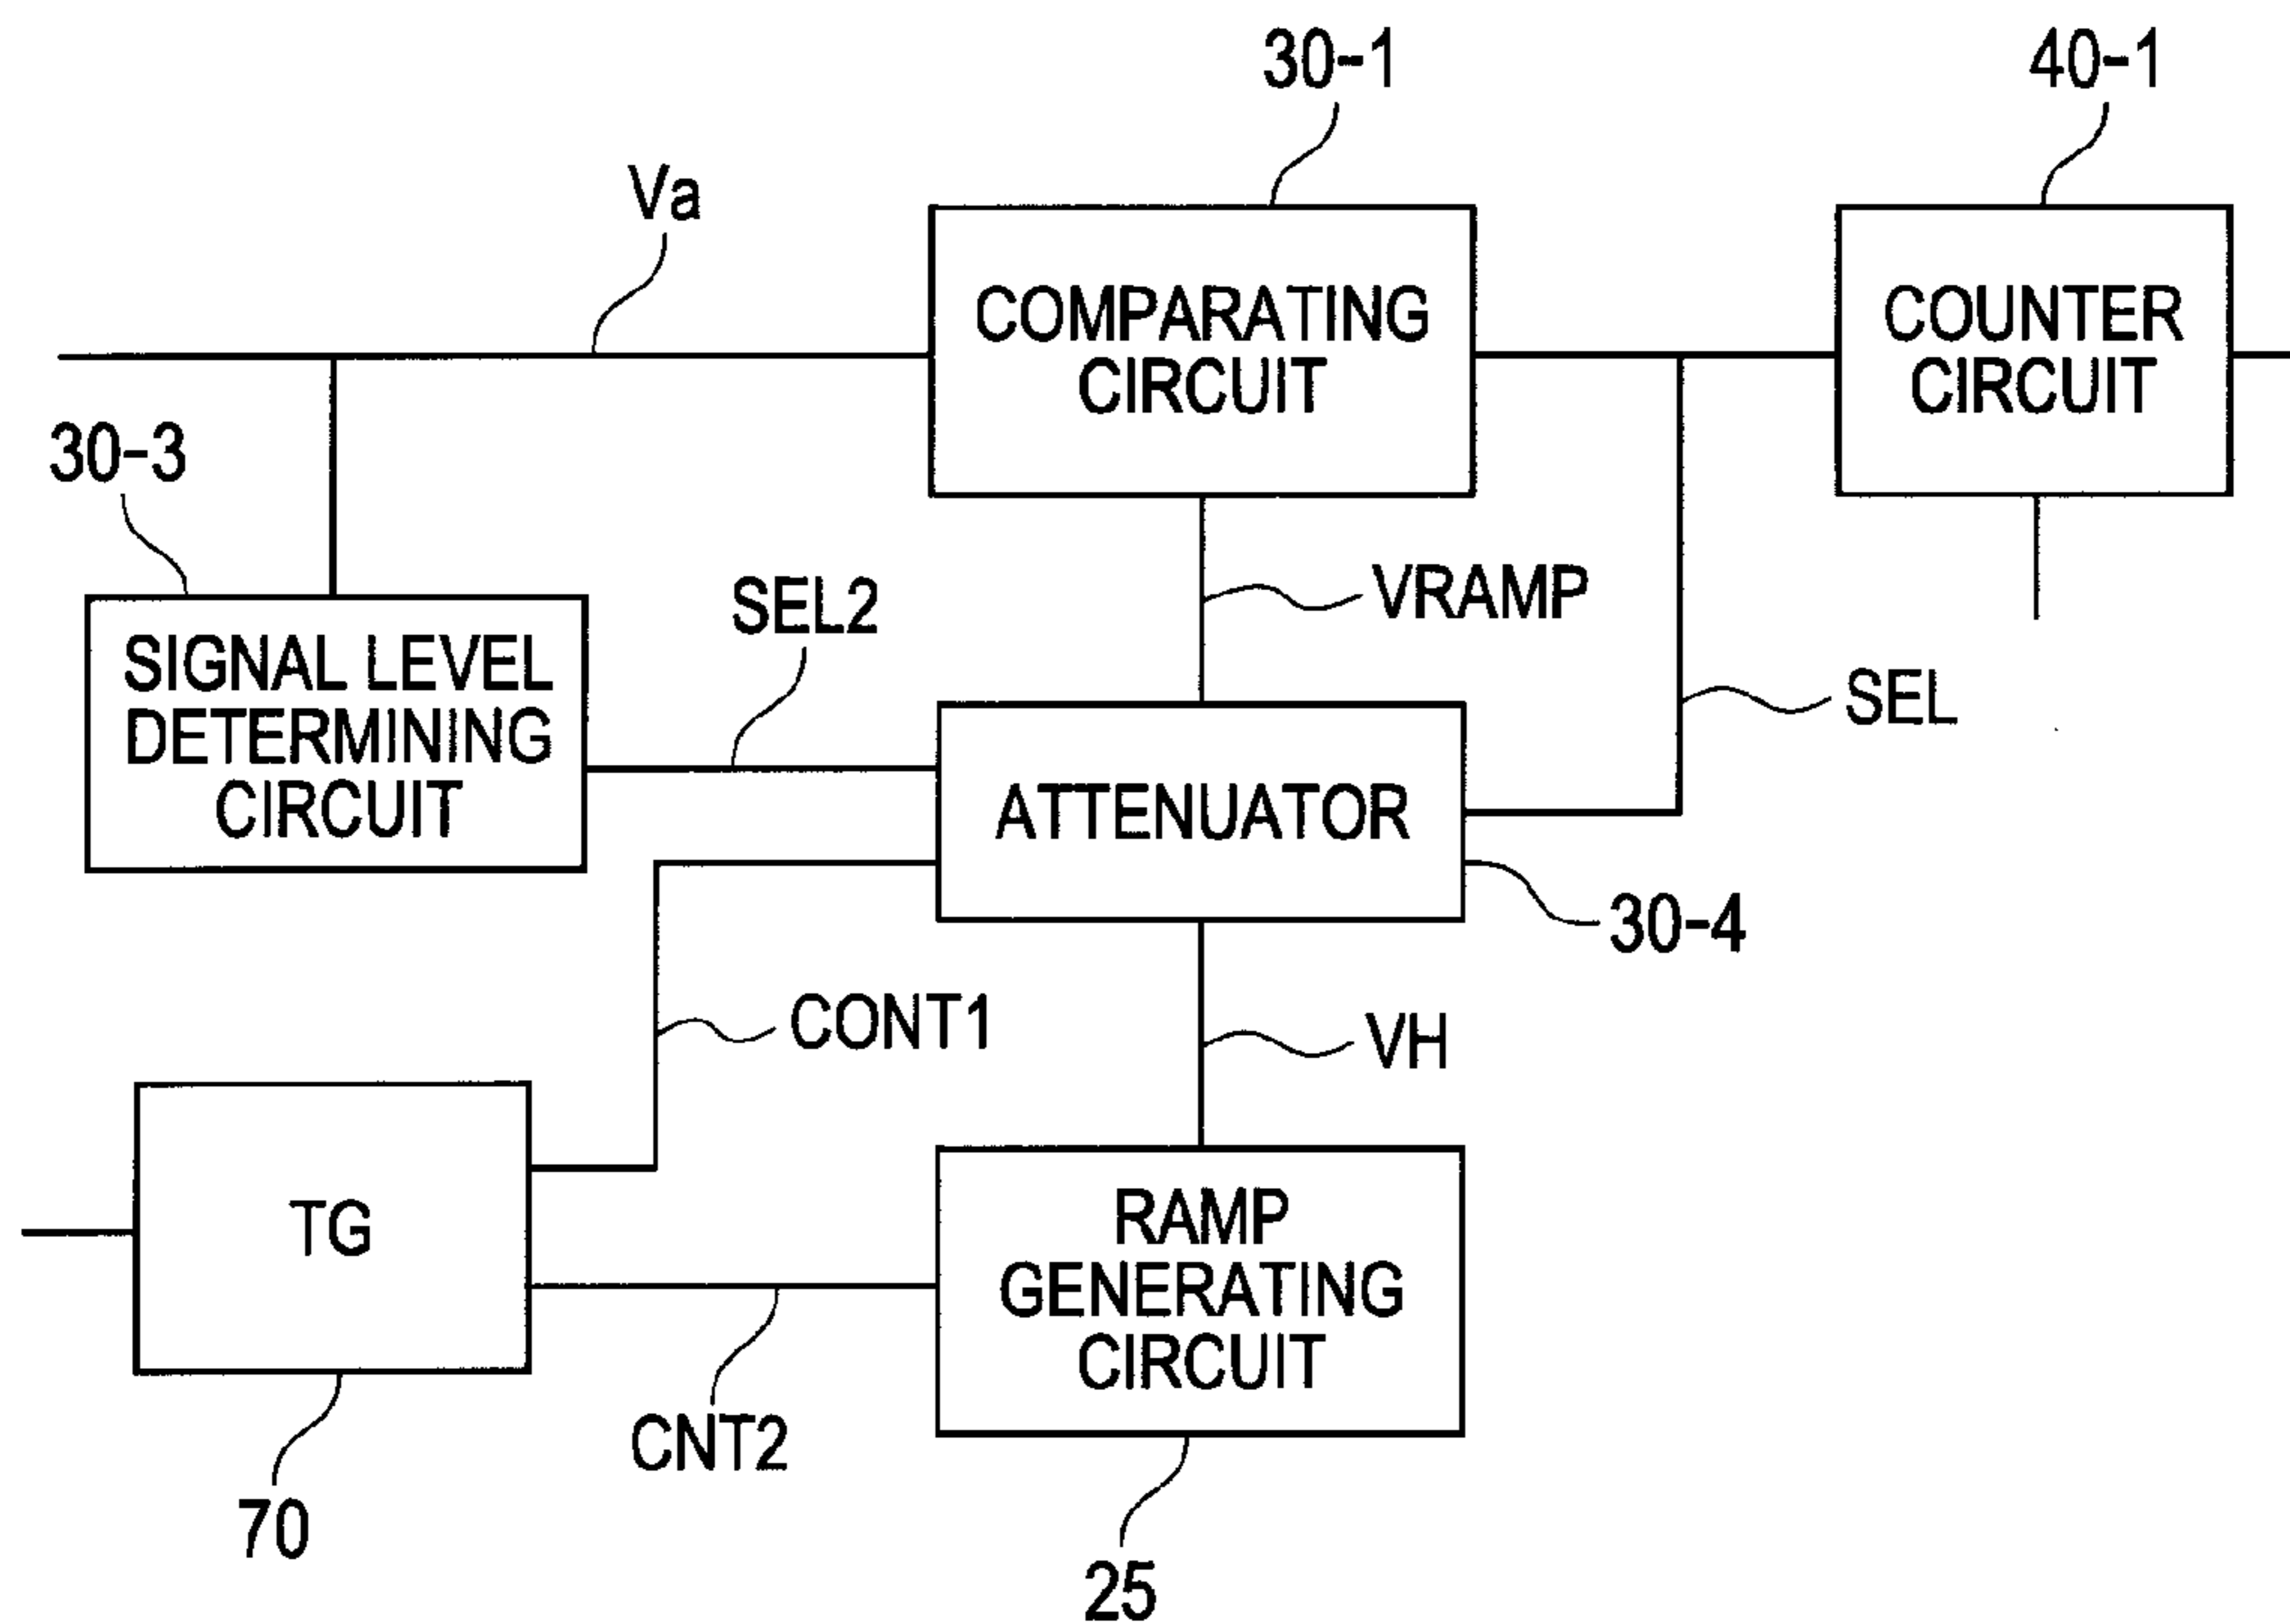 30-1
40-1
Va
COMPARATING
CIRCUIT
COUNTER
CIRCUIT
30-3
SEL2
VRAMP
SIGNAL LEVEL
DETERMINING
CIRCUIT
SEL
ATTENUATOR
30-4
CONT1
VH
TG
RAMP
GENERATING
CIRCUIT
CNT2
70
25